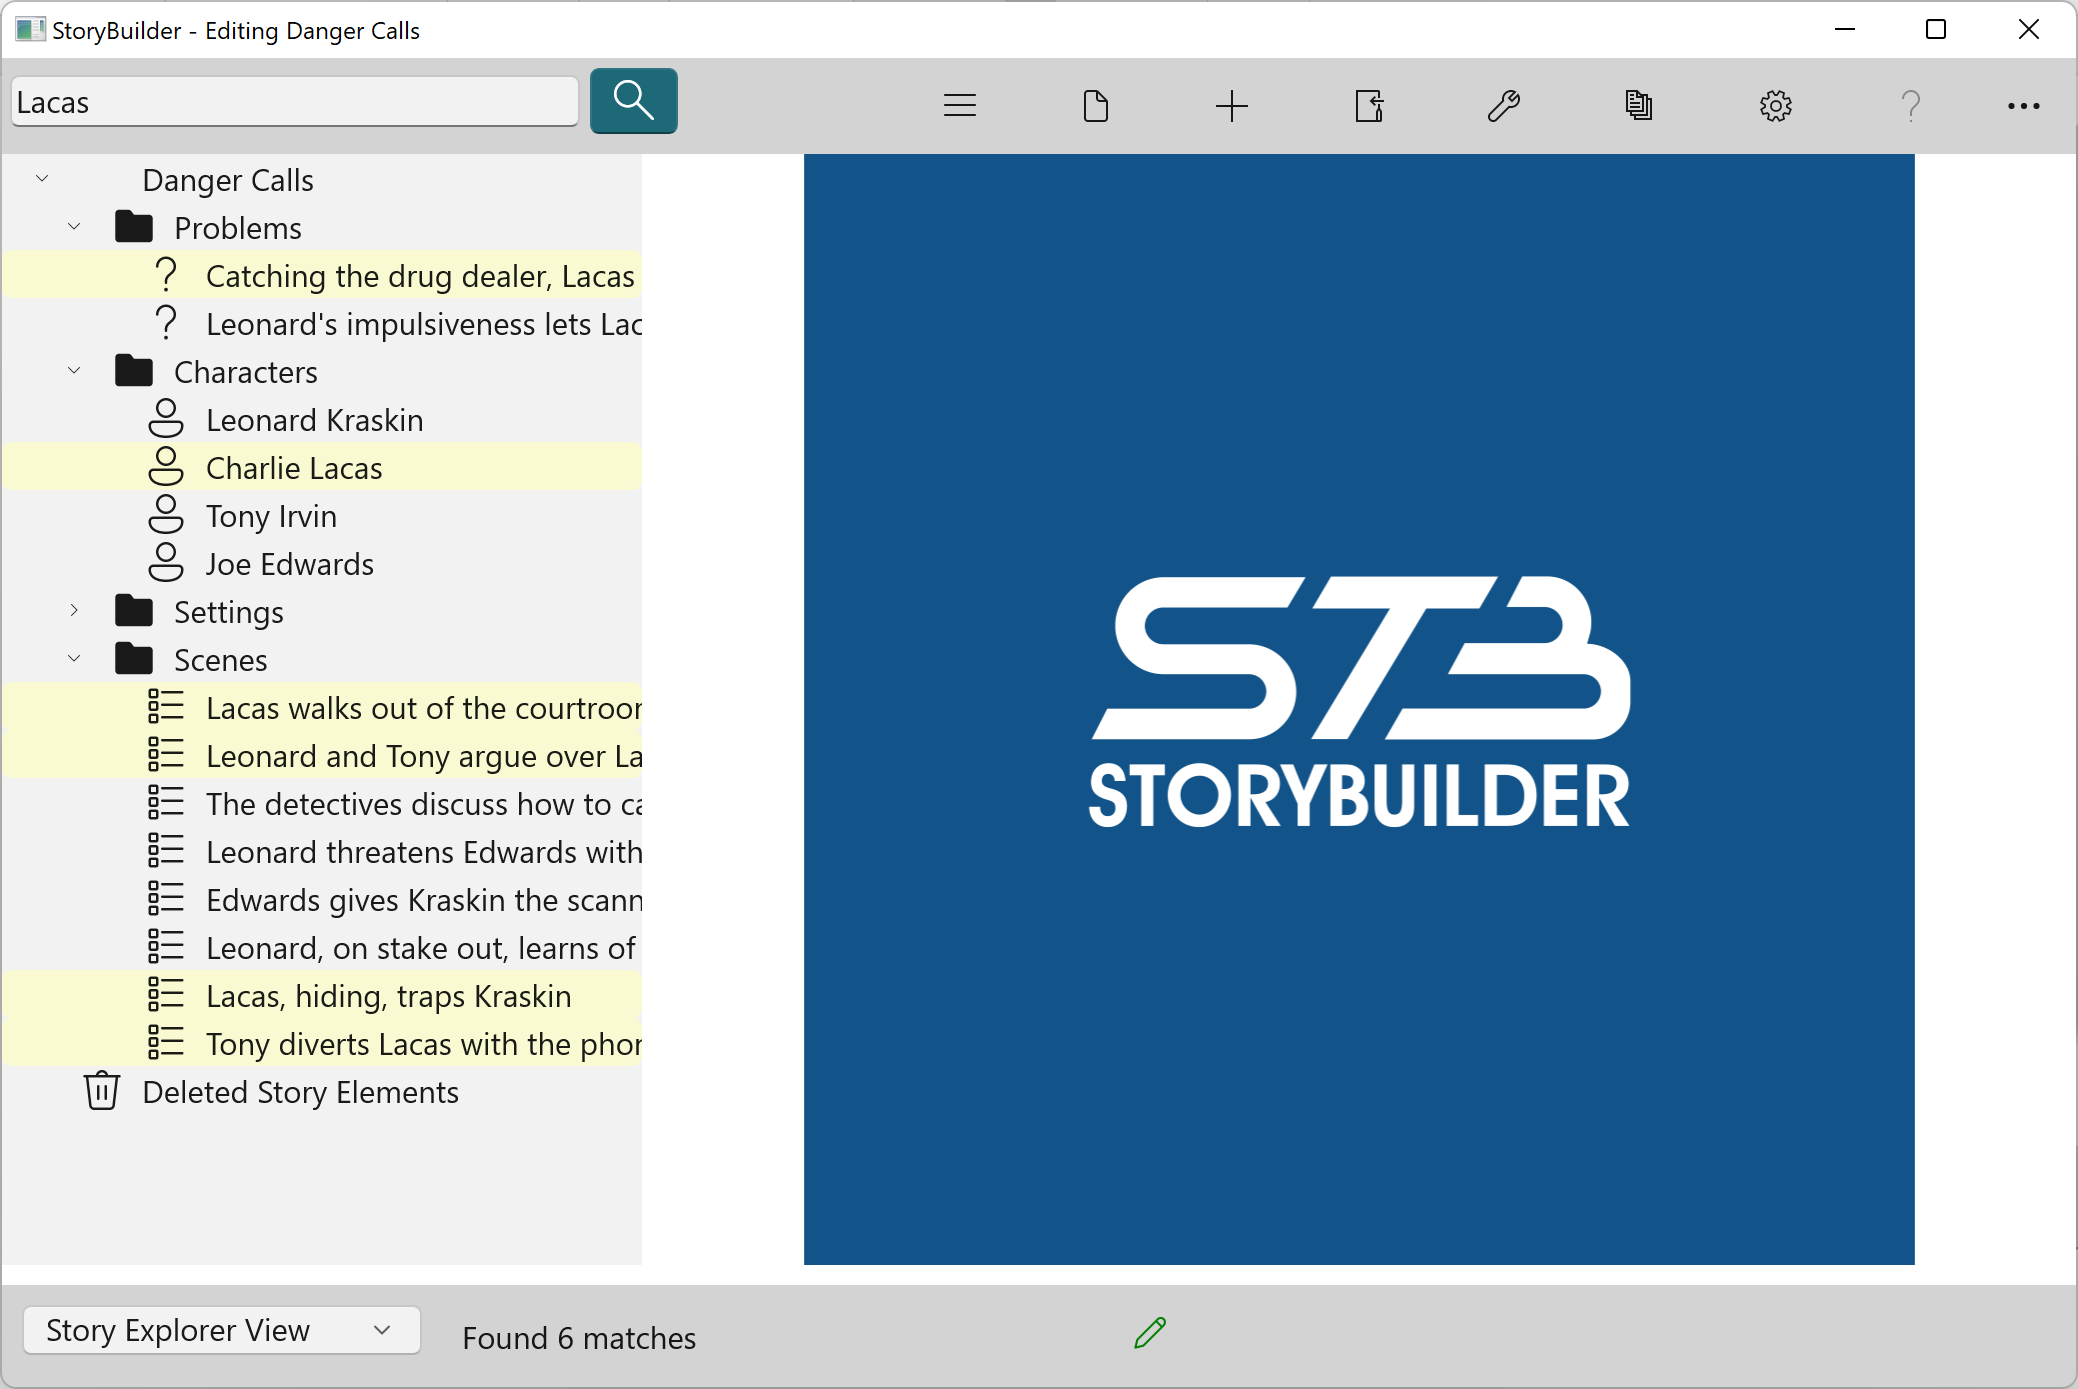 StoryBuilder - Editing Danger Calls
Lacas
Danger Calls
Problems
Catching the drug dealer, Lacas
Leonard's impulsiveness lets Lac
Characters
Leonard Kraskin
Charlie Lacas
Tony Irvin
Joe Edwards
Settings
Scenes
Lacas walks out of the courtroor
Leonard and Tony argue over La
The detectives discuss how to ca
Leonard threatens Edwards with
Edwards gives Kraskin the scann
Leonard, on stake out, learns of
Lacas, hiding, traps Kraskin
Tony diverts Lacas with the phor
Deleted Story Elements
STB
STORYBUILDER
Story Explorer View
Found 6 matches